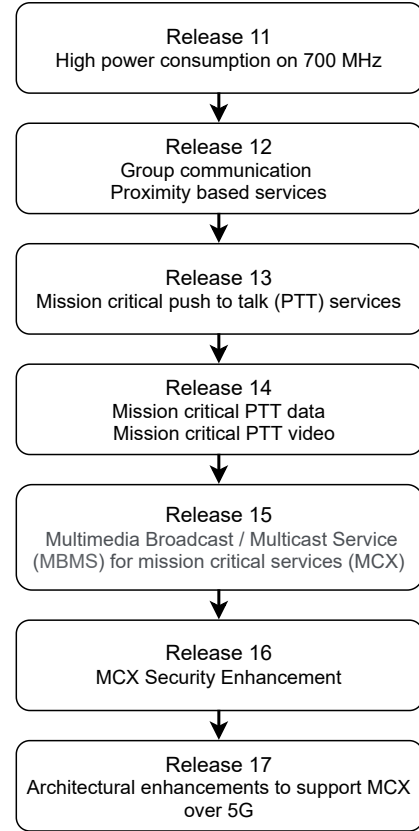 Release 11
High power consumption on 700 MHz
Release 12
Group communication
Proximity based services
Release 13
Mission critical push to talk (PTT) services
Release 14
Mission critical PTT data
Mission critical PTT video
Release 15
Multimedia Broadcast / Multicast Service
(MBMS) for mission critical services (MCX)
Release 16
MCX Security Enhancement
Release 17
Architectural enhancements to support MCX
over 5G